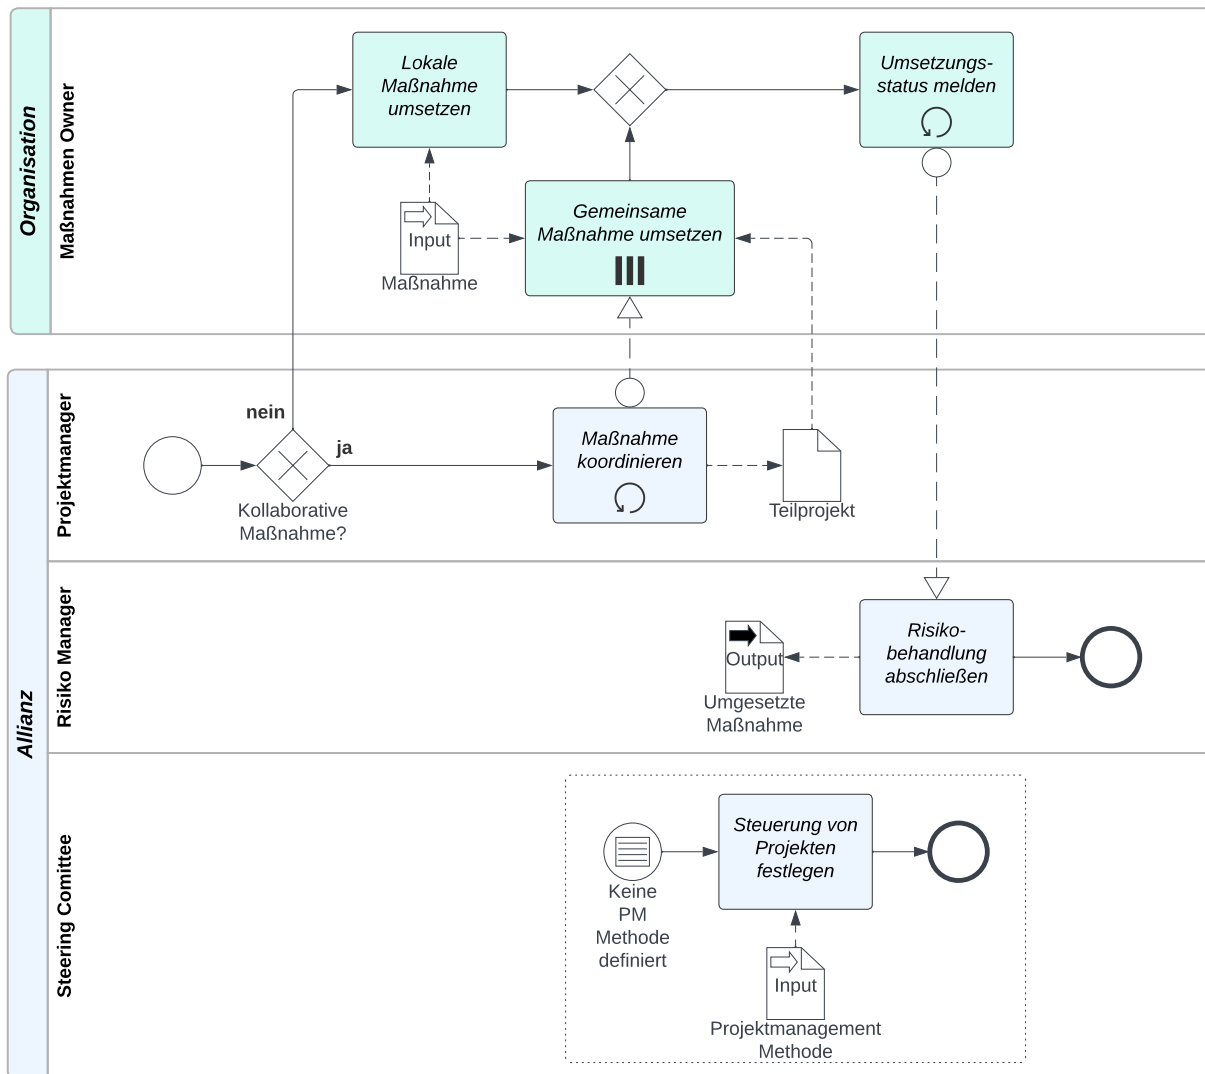 Organisation
Maßnahmen Owner
Lokale
Maßnahme
umsetzen
Umsetzungs-
status melden
Gemeinsame
Maßnahme umsetzen
Input
Maßnahme
Allianz
Projektmanager
nein
ja
Kollaborative
Maßnahme?
Maßnahme
koordinieren
Teilprojekt
Risiko Manager
Output
Umgesetzte
Maßnahme
Risiko-
behandlung
abschließen
Steering Comittee
Keine
PM
Methode
definiert
Steuerung von
Projekten
festlegen
Input
Projektmanagement
Methode